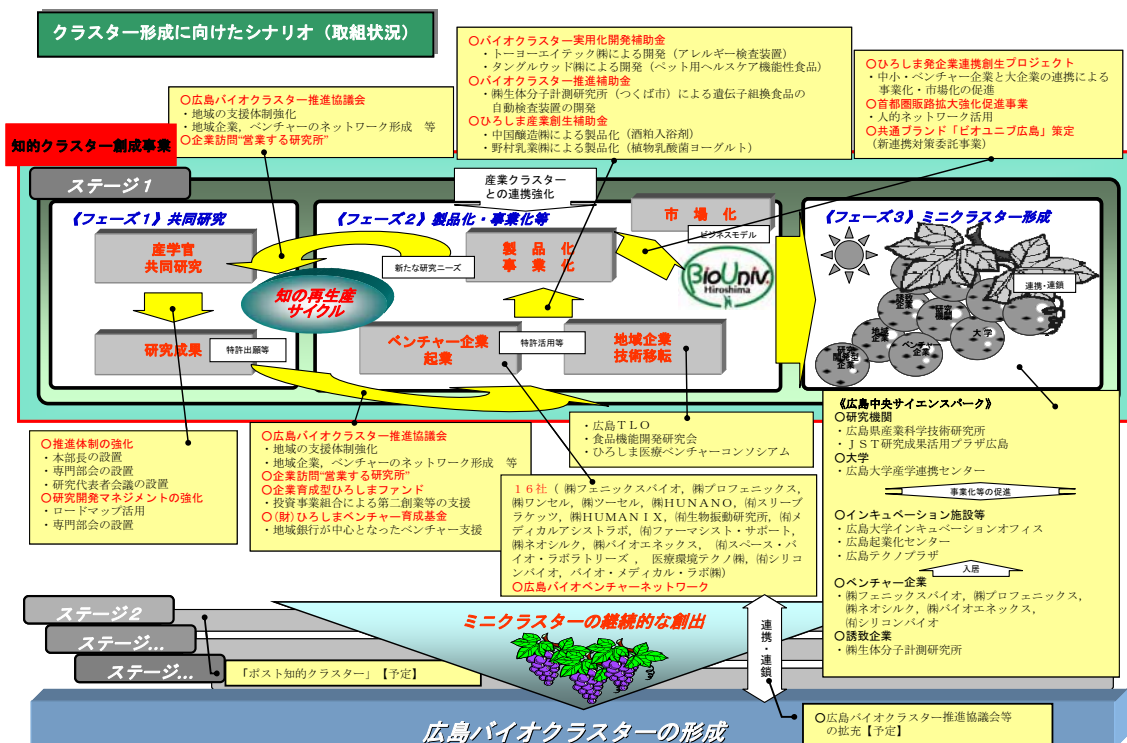 クラスター形成に向けたシナリオ（取組状況）
○バイオクラスター実用化開発補助金
・トーヨーエイテック㈱による開発（アレルギー検査装置）
・タングルウッド㈱による開発（ペット用ヘルスケア機能性食品）
○バイオクラスター推進補助金
・㈱生体分子計測研究所（つくば市）による遺伝子組換食品の
自動検査装置の開発
○ひろしま産業創生補助金
・中国醸造㈱による製品化（酒粕入浴剤）
・野村乳業㈱による製品化（植物乳酸菌ヨーグルト）
○ひろしま発企業連携創生プロジェクト
・中小・ベンチャー企業と大企業の連携による
事業化・市場化の促進
○首都圏販路拡大強化促進事業
・人的ネットワーク活用
○共通ブランド「ビオユニブ広島」策定
（新連携対策委託事業）
○広島バイオクラスター推進協議会
・地域の支援体制強化
・地域企業，ベンチャーのネットワーク形成　等
○企業訪問“営業する研究所”
知的クラスター創成事業
ステージ１
産業クラスター
との連携強化
《フェーズ１》共同研究
《フェーズ２》製品化・事業化等
市　場　化
《フェーズ３》ミニクラスター形成
産学官
共同研究
製　品　化
事　業　化
ビジネスモデル
新たな研究ニーズ
BioUniv.
Hiroshima
知の再生産
サイクル
連携・連鎖
誘致
企業
研究
機関
大学
地域
企業
ベンチャー
企業
研究
開発型
企業
研究成果
特許出願等
ベンチャー企業
起業
特許活用等
地域企業
技術移転
○推進体制の強化
・本部長の設置
・専門部会の設置
・研究代表者会議の設置
○研究開発マネジメントの強化
・ロードマップ活用
・専門部会の設置
○広島バイオクラスター推進協議会
・地域の支援体制強化
・地域企業，ベンチャーのネットワーク形成　等
○企業訪問“営業する研究所”
○企業育成型ひろしまファンド
・投資事業組合による第二創業等の支援
○(財)ひろしまベンチャー育成基金
・地域銀行が中心となったベンチャー支援
・広島ＴＬＯ
・食品機能開発研究会
・ひろしま医療ベンチャーコンソシアム
１６社（㈱フェニックスバイオ，㈱プロフェニックス，
㈱ワンセル，㈱ツーセル，㈱HUNANO，㈲スリーブ
ラケッツ，㈱HUMANIX，㈲生物振動研究所，㈲メ
ディカルアシストラボ，㈲ファーマシスト・サポート，
㈱ネオシルク，㈱バイオエネックス，㈲スペース・バ
イオ・ラボラトリーズ，医療環境テクノ㈱，㈲シリコ
ンバイオ，バイオ・メディカル・ラボ㈱）
○広島バイオベンチャーネットワーク
《広島中央サイエンスパーク》
○研究機関
・広島県産業科学技術研究所
・ＪＳＴ研究成果活用プラザ広島
○大学
・広島大学産学連携センター
事業化等の促進
○インキュベーション施設等
・広島大学インキュベーションオフィス
・広島起業化センター
・広島テクノプラザ
入居
○ベンチャー企業
・㈱フェニックスバイオ，㈱プロフェニックス，
㈱ネオシルク，㈱バイオエネックス，
㈲シリコンバイオ
○誘致企業
・㈱生体分子計測研究所
ステージ２
ステージ…
ステージ…
「ポスト知的クラスター」【予定】
ミニクラスターの継続的な創出
連携・連鎖
○広島バイオクラスター推進協議会等
の拡充【予定】
広島バイオクラスターの形成